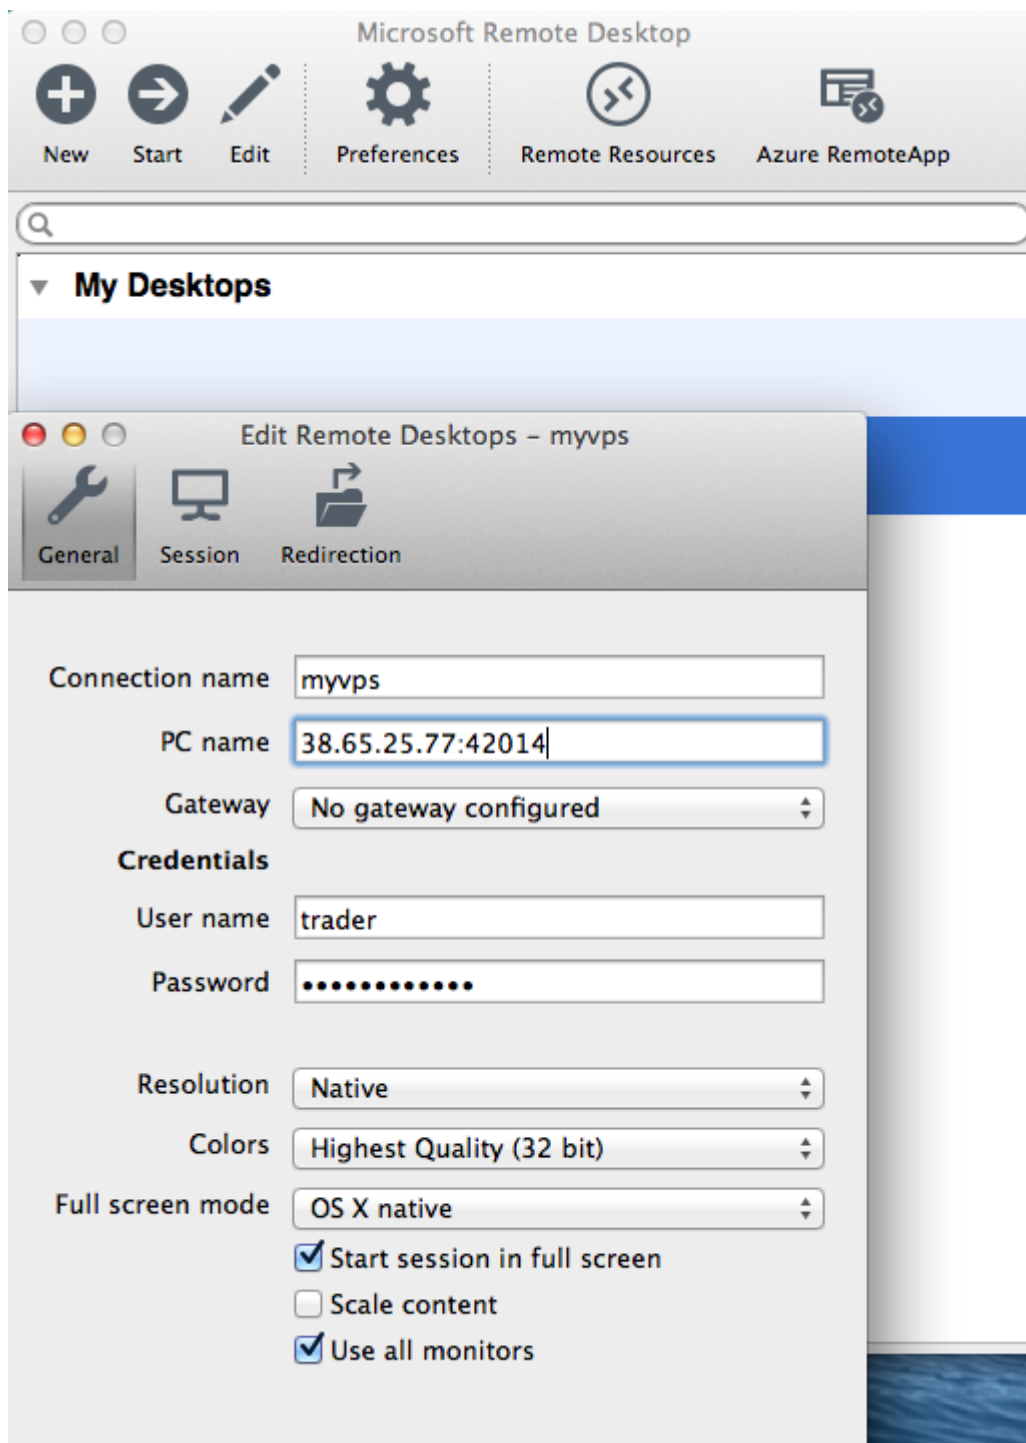 Microsoft Remote Desktop
New Start Edit Preferences Remote Resources Azure RemoteApp
My Desktops
Edit Remote Desktops – myvps
General Session Redirection
Connection name myvps
PC name 38.65.25.77:42014
Gateway No gateway configured
Credentials
User name trader
Password ••••••••••••
Resolution Native
Colors Highest Quality (32 bit)
Full screen mode OS X native
Start session in full screen
Scale content
Use all monitors